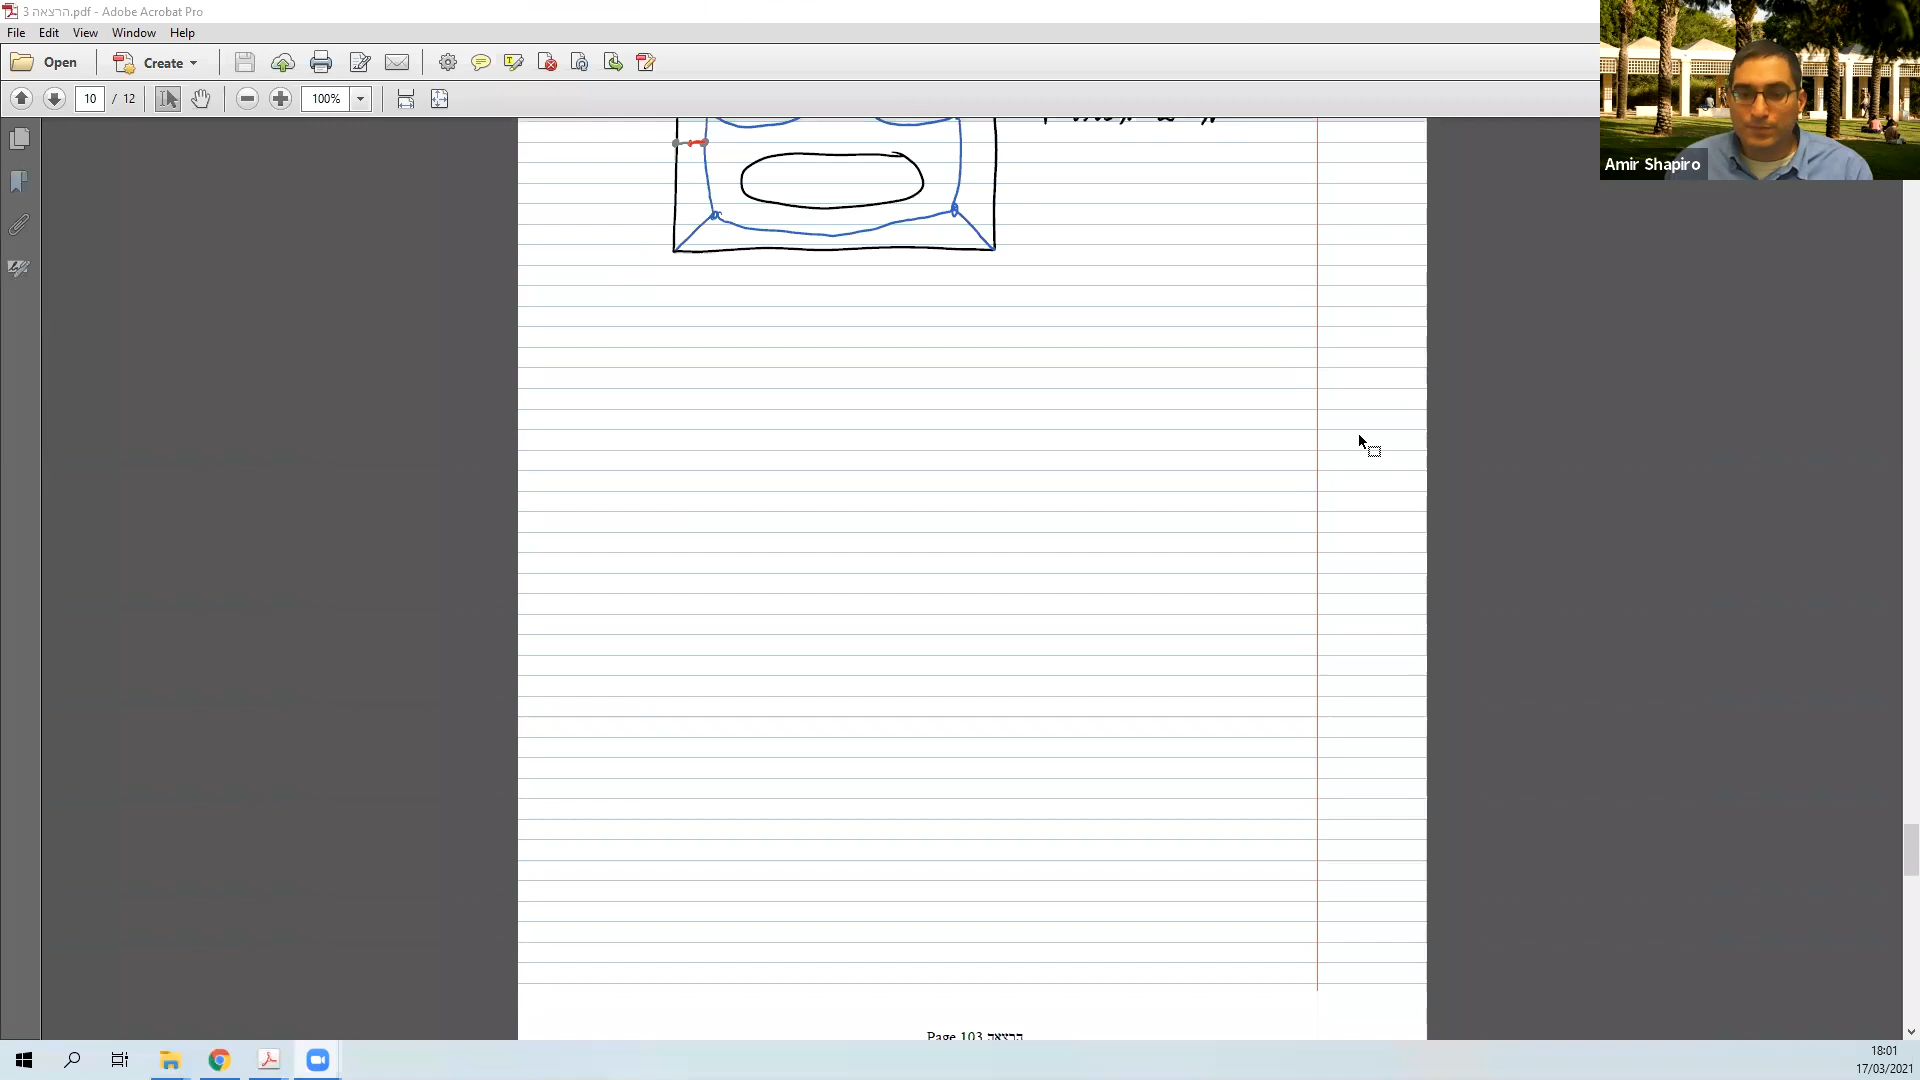 הרצאה 3.pdf - Adobe Acrobat Pro
File Edit View Window Help
Open Create
10 / 12 100%
Amir Shapiro
Page 103 הרצאה
18:01
17/03/2021